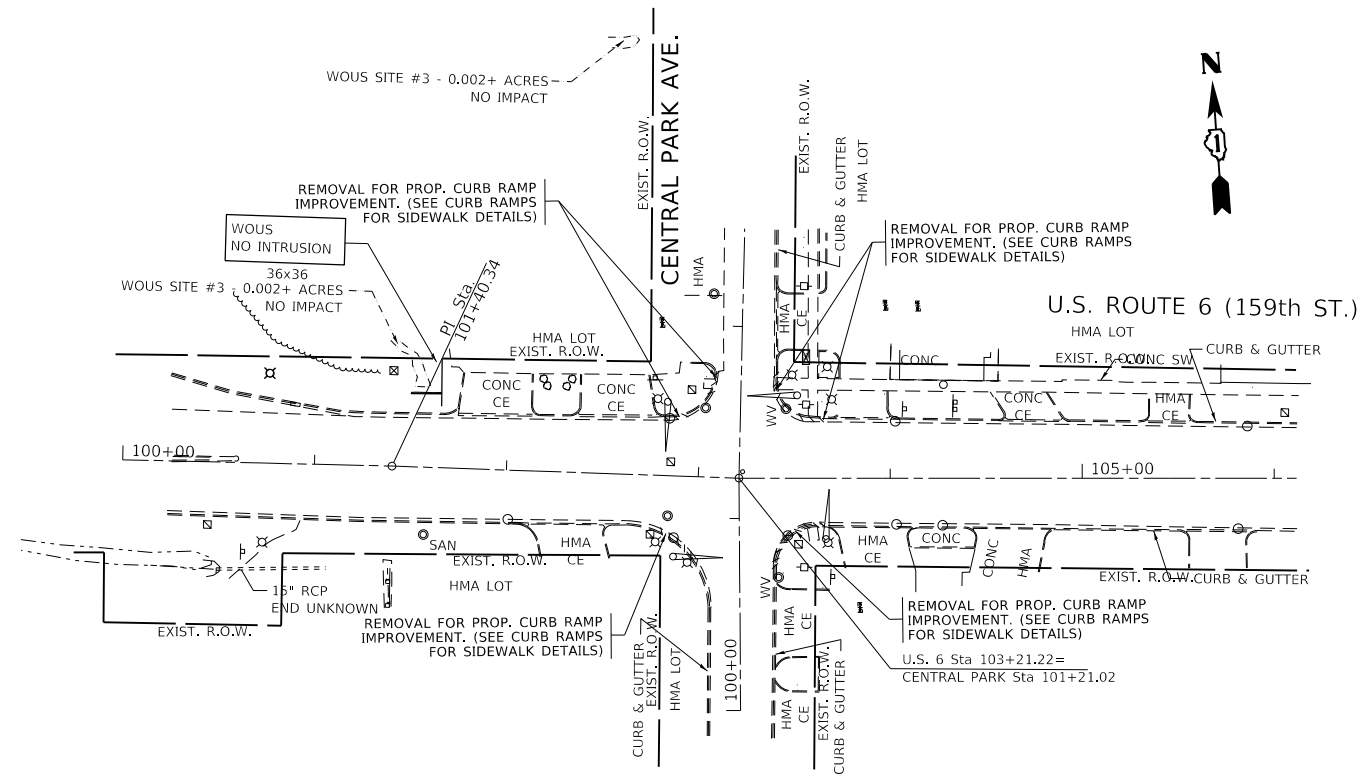 CENTRAL PARK AVE.
EXIST. R.O.W.
WOUS SITE #3 - 0.002+ ACRES
NO IMPACT
N
1
EXIST. R.O.W.
CURB & GUTTER
HMA LOT
REMOVAL FOR PROP. CURB RAMP
IMPROVEMENT. (SEE CURB RAMPS
FOR SIDEWALK DETAILS)
WOUS
NO INTRUSION
36x36
WOUS SITE #3 - 0.002+ ACRES
NO IMPACT
PI Sta.
101+40.34
HMA
REMOVAL FOR PROP. CURB RAMP
IMPROVEMENT. (SEE CURB RAMPS
FOR SIDEWALK DETAILS)
U.S. ROUTE 6 (159th ST.)
HMA LOT
HMA
CE
HMA LOT
EXIST. R.O.W.
CONC
EXIST. R.O.W.
CONC SW
CURB & GUTTER
CONC
CE
CONC
CE
WV
CONC
CE
HMA
CE
100+00
105+00
SAN
EXIST. R.O.W.
HMA
CE
HMA LOT
15" RCP
END UNKNOWN
EXIST. R.O.W.
HMA
CE
CONC
CONC
HMA
EXIST. R.O.W.
CURB & GUTTER
WV
REMOVAL FOR PROP. CURB RAMP
IMPROVEMENT. (SEE CURB RAMPS
FOR SIDEWALK DETAILS)
REMOVAL FOR PROP. CURB RAMP
IMPROVEMENT. (SEE CURB RAMPS
FOR SIDEWALK DETAILS)
U.S. 6 Sta 103+21.22=
CENTRAL PARK Sta 101+21.02
CURB & GUTTER
EXIST. R.O.W.
HMA LOT
100+00
HMA
CE
HMA
CE
EXIST. R.O.W.
CURB & GUTTER